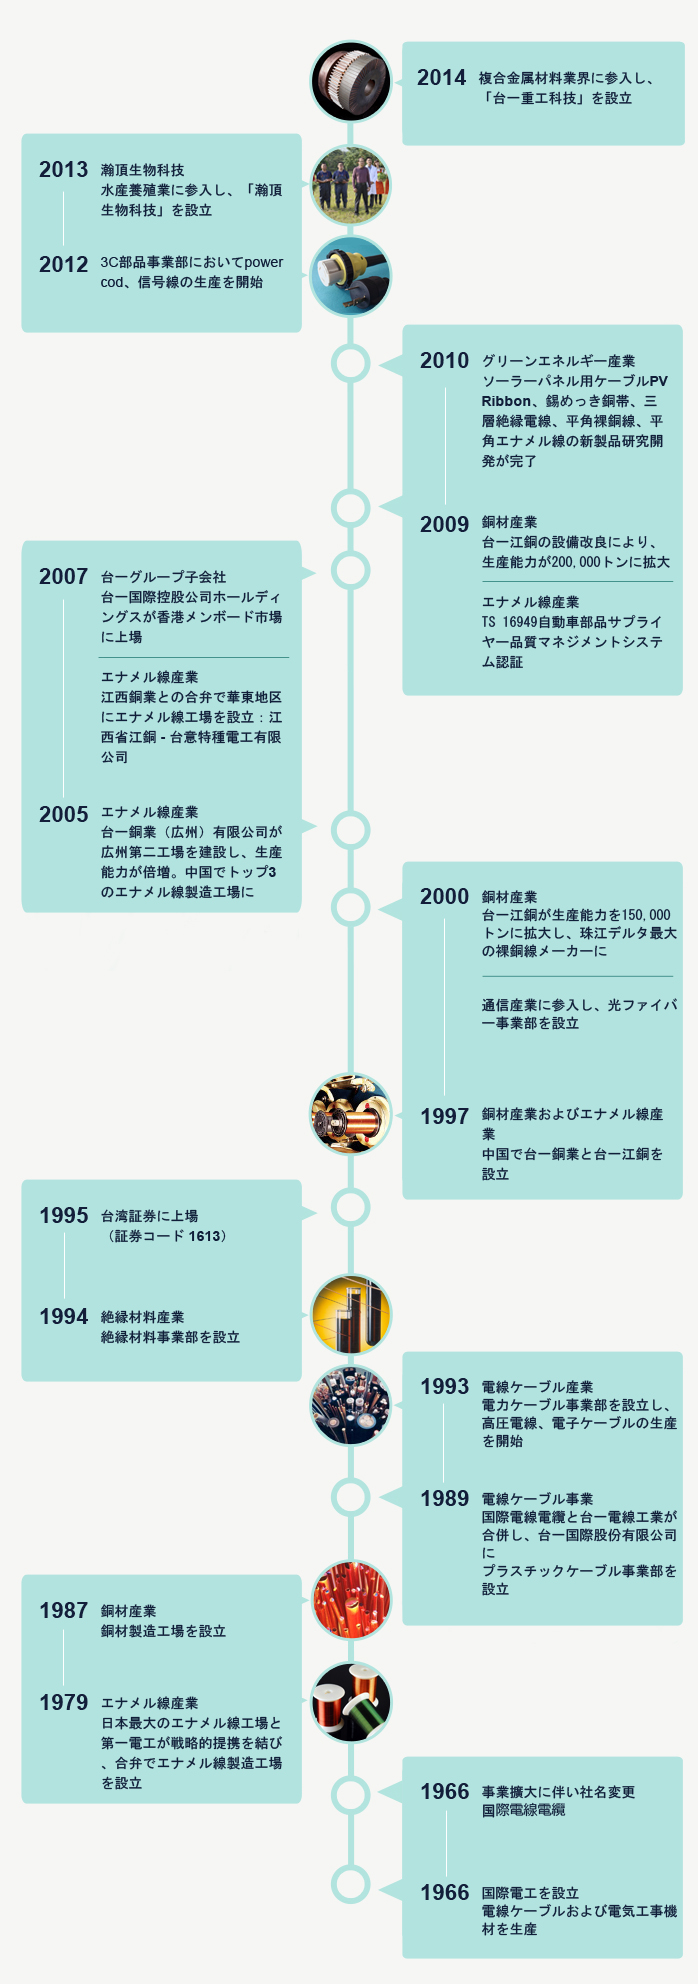 2014 複合金属材料業界に参入し、
「台一重工科技」を設立
2013 瀚頂生物科技
水産養殖業に参入し、「瀚頂
生物科技」を設立
2012 3C部品事業部においてpower
cod、信号線の生産を開始
2010 グリーンエネルギー産業
ソーラーパネル用ケーブルPV
Ribbon、錫めっき銅帯、三
層絶縁電線、平角裸銅線、平
角エナメル線の新製品研究開
発が完了
2009 銅材産業
台一江銅の設備改良により、
生産能力が200,000トンに拡大
エナメル線産業
TS 16949自動車部品サプライ
ヤー品質マネジメントシステ
ム認証
2007 台一グループ子会社
台一国際控股公司ホールディ
ングスが香港メンボード市場
に上場
エナメル線産業
江西銅業との合弁で華東地区
にエナメル線工場を設立：江
西省江銅 - 台意特種電工有限
公司
2005 エナメル線産業
台一銅業（広州）有限公司が
広州第二工場を建設し、生産
能力が倍増。中国でトップ3
のエナメル線製造工場に
2000 銅材産業
台一江銅が生産能力を150,000
トンに拡大し、珠江デルタ最大
の裸銅線メーカーに
通信産業に参入し、光ファイバ
ー事業部を設立
1997 銅材産業およびエナメル線産
業
中国で台一銅業と台一江銅を
設立
1995 台湾証券に上場
（証券コード 1613）
1994 絶縁材料産業
絶縁材料事業部を設立
1993 電線ケーブル産業
電力ケーブル事業部を設立し、
高圧電線、電子ケーブルの生産
を開始
1989 電線ケーブル事業
国際電線電纜と台一電線工業が
合併し、台一国際股份有限公司
に
プラスチックケーブル事業部を
設立
1987 銅材産業
銅材製造工場を設立
1979 エナメル線産業
日本最大のエナメル線工場と
第一電工が戦略的提携を結び
、合弁でエナメル線製造工場
を設立
1966 事業擴大に伴い社名変更
国際電線電纜
1966 国際電工を設立
電線ケーブルおよび電気工事機
材を生産